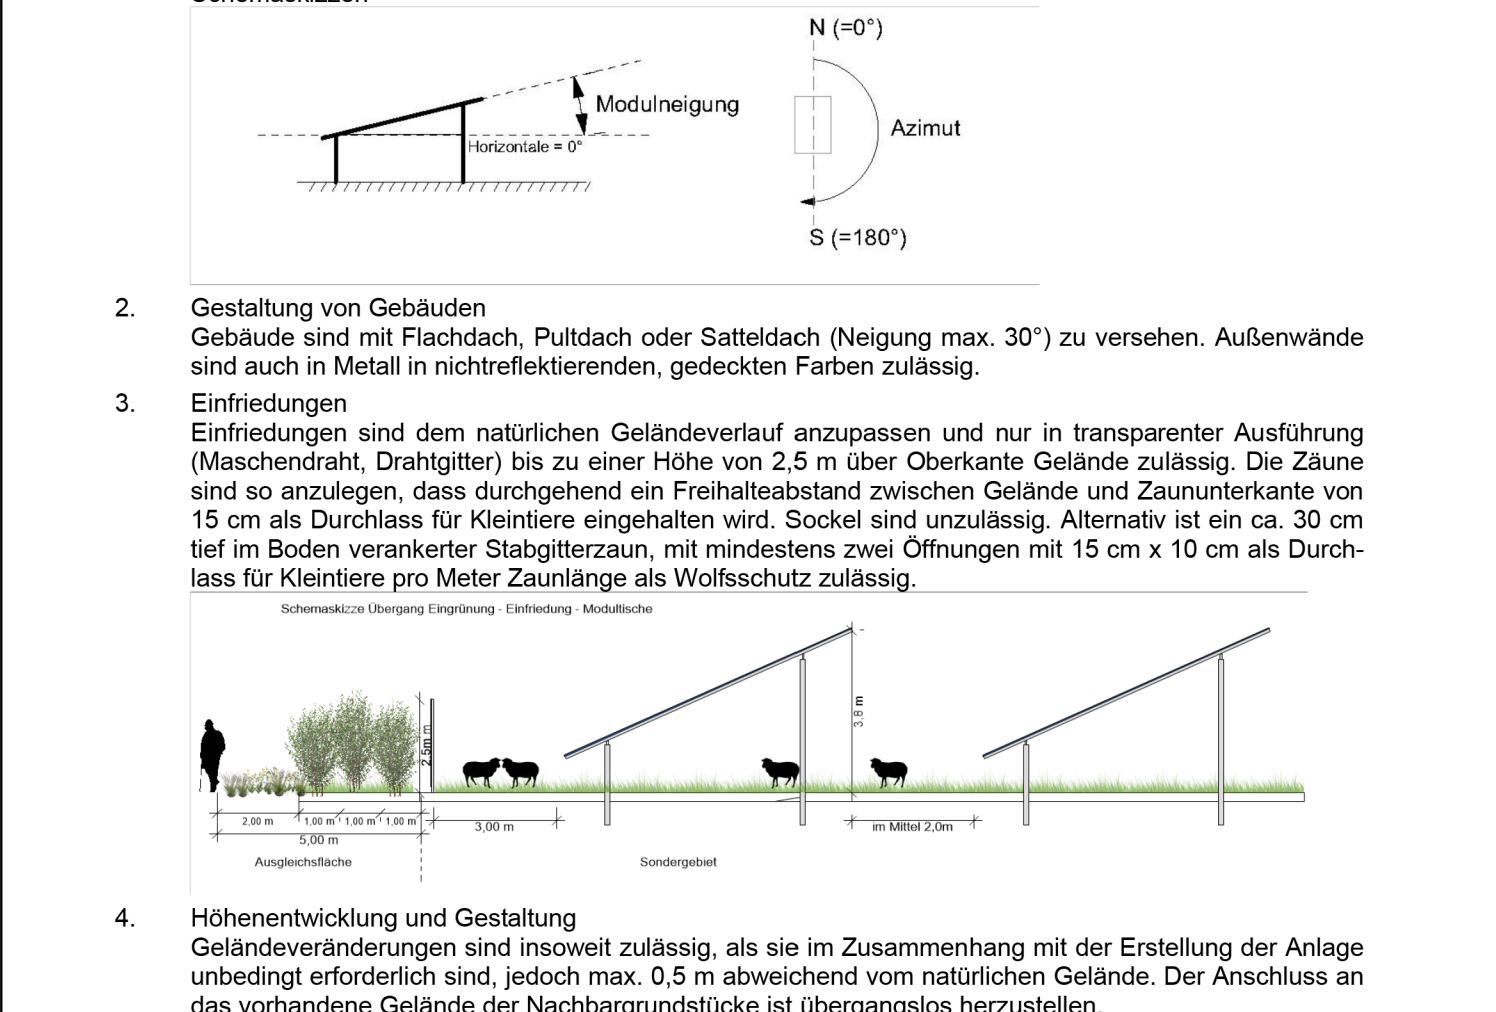 Schemaskizzen
N (=0°)
Modulneigung
Azimut
Horizontale = 0°
S (=180°)
2. Gestaltung von Gebäuden
Gebäude sind mit Flachdach, Pultdach oder Satteldach (Neigung max. 30°) zu versehen. Außenwände
sind auch in Metall in nichtreflektierenden, gedeckten Farben zulässig.
3. Einfriedungen
Einfriedungen sind dem natürlichen Geländeverlauf anzupassen und nur in transparenter Ausführung
(Maschendraht, Drahtgitter) bis zu einer Höhe von 2,5 m über Oberkante Gelände zulässig. Die Zäune
sind so anzulegen, dass durchgehend ein Freihalteabstand zwischen Gelände und Zaununterkante von
15 cm als Durchlass für Kleintiere eingehalten wird. Sockel sind unzulässig. Alternativ ist ein ca. 30 cm
tief im Boden verankerter Stabgitterzaun, mit mindestens zwei Öffnungen mit 15 cm x 10 cm als Durch-
lass für Kleintiere pro Meter Zaunlänge als Wolfsschutz zulässig.
Schemaskizze Übergang Eingrünung - Einfriedung - Modultische
3,8 m
2,5m m
2,00 m 1,00 m 1,00 m 1,00 m 3,00 m im Mittel 2,0m
5,00 m
Ausgleichsfläche Sondergebiet
4. Höhenentwicklung und Gestaltung
Geländeveränderungen sind insoweit zulässig, als sie im Zusammenhang mit der Erstellung der Anlage
unbedingt erforderlich sind, jedoch max. 0,5 m abweichend vom natürlichen Gelände. Der Anschluss an
das vorhandene Gelände der Nachbargrundstücke ist übergangslos herzustellen.